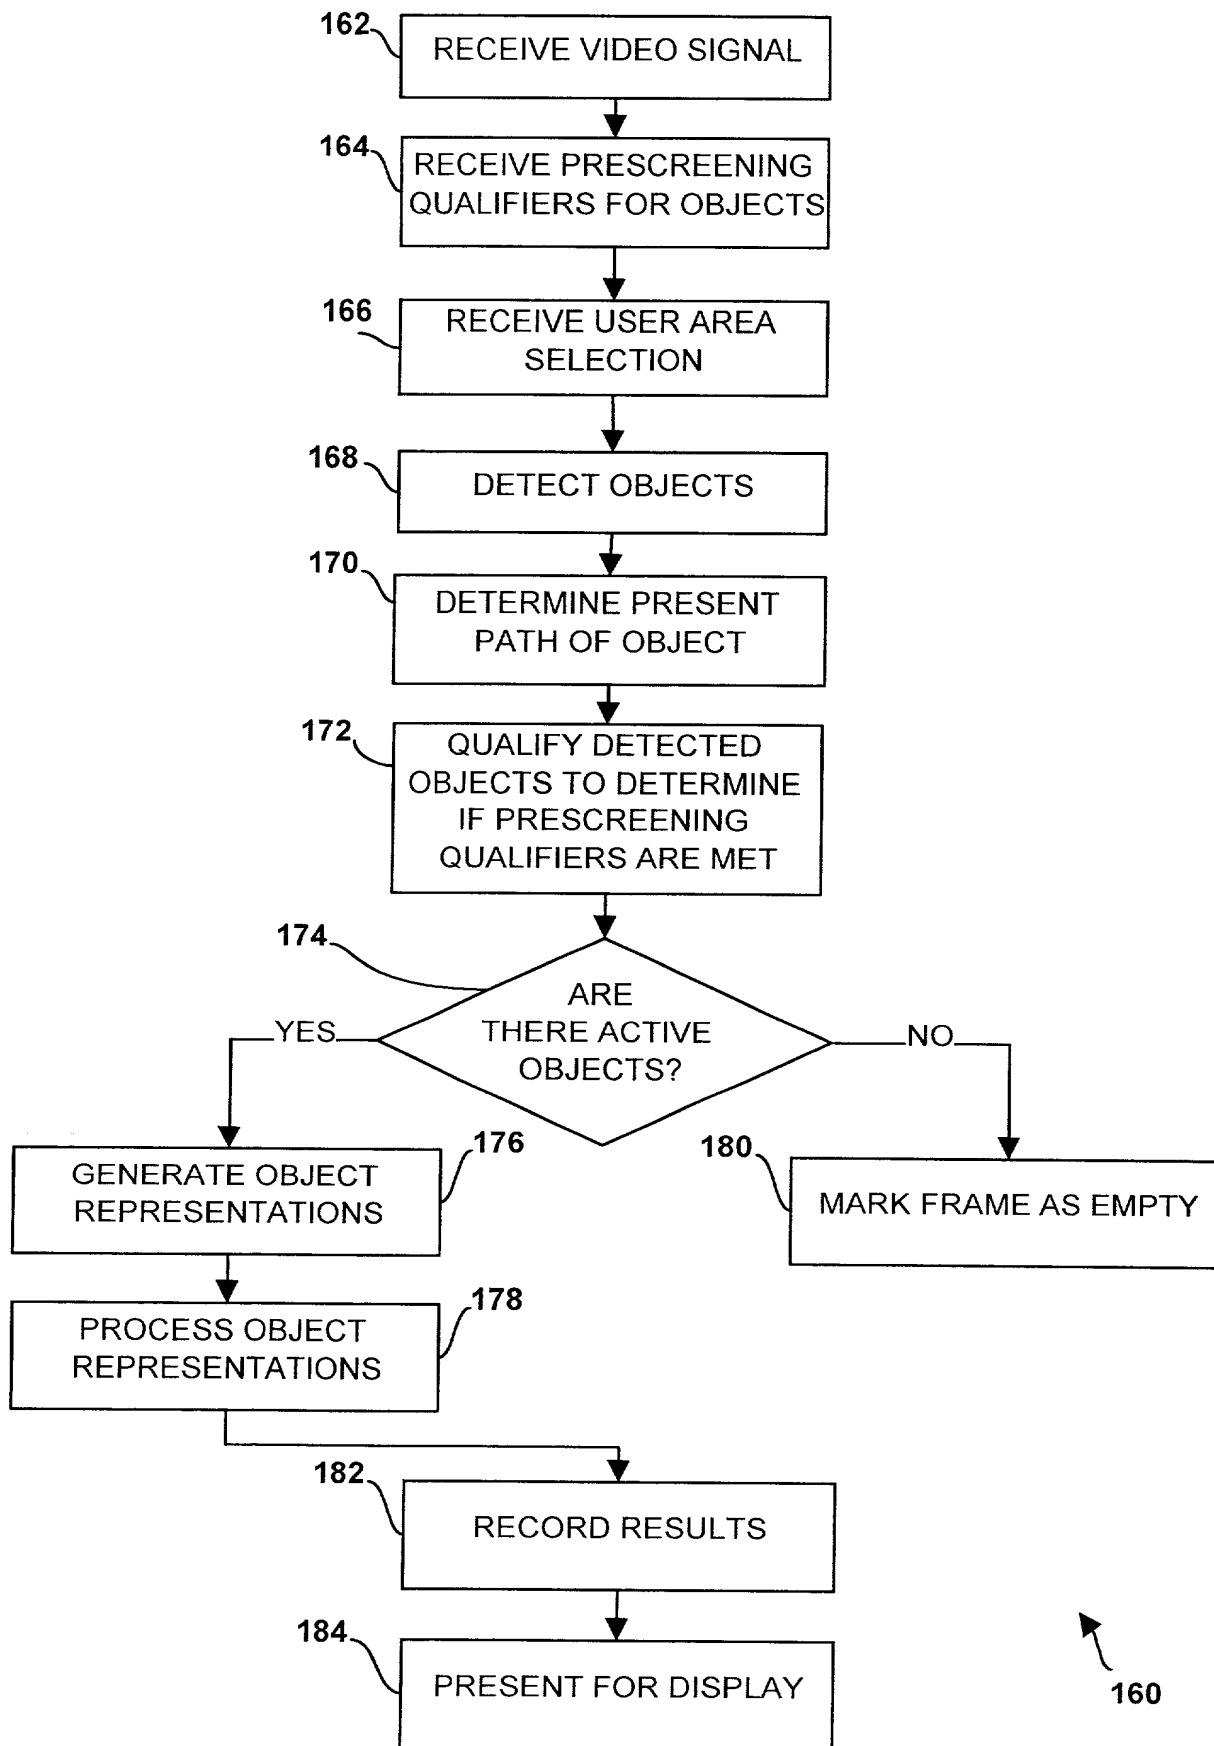 162
RECEIVE VIDEO SIGNAL
164
RECEIVE PRESCREENING
QUALIFIERS FOR OBJECTS
166
RECEIVE USER AREA
SELECTION
168
DETECT OBJECTS
170
DETERMINE PRESENT
PATH OF OBJECT
172
QUALIFY DETECTED
OBJECTS TO DETERMINE
IF PRESCREENING
QUALIFIERS ARE MET
174
ARE
THERE ACTIVE
OBJECTS?
YES
NO
176
GENERATE OBJECT
REPRESENTATIONS
180
MARK FRAME AS EMPTY
178
PROCESS OBJECT
REPRESENTATIONS
182
RECORD RESULTS
184
PRESENT FOR DISPLAY
160